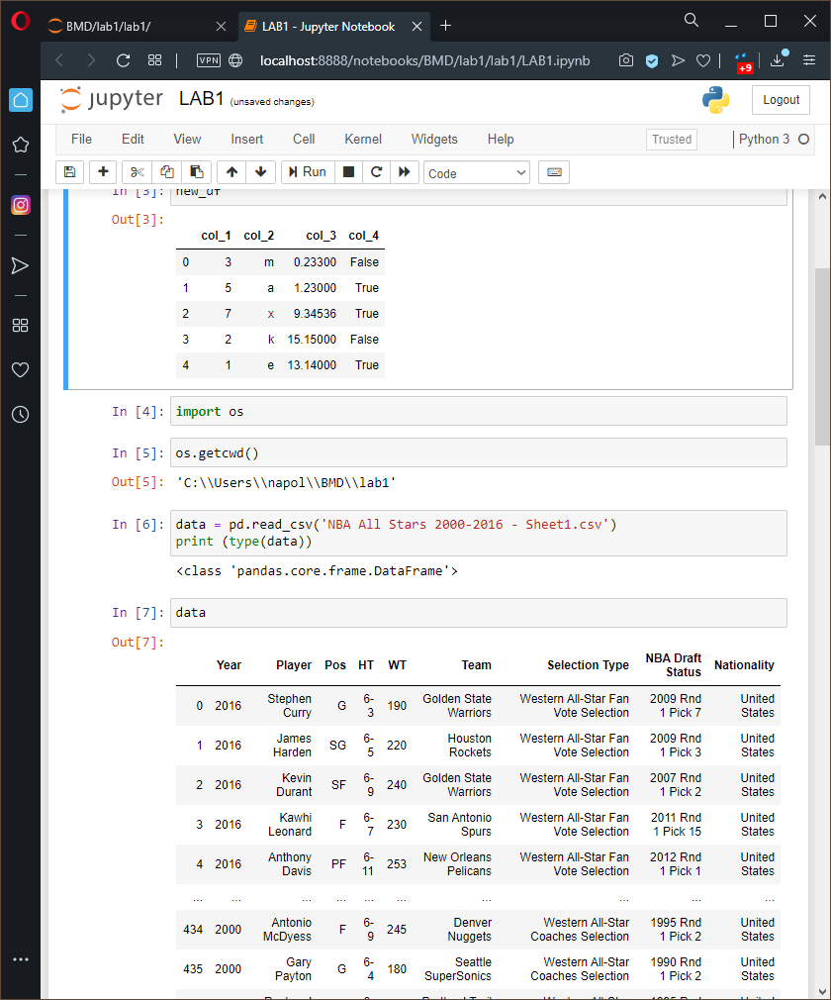 BMD/lab1/lab1/
LAB1 - Jupyter Notebook
VPN
localhost:8888/notebooks/BMD/lab1/lab1/LAB1.ipynb
+9
jupyter LAB1 (unsaved changes)
Logout
File Edit View Insert Cell Kernel Widgets Help
Trusted
Python 3
Run
Code
In [3]: new_df
Out[3]:
col_1 col_2 col_3 col_4
0 3 m 0.23300 False
1 5 a 1.23000 True
2 7 x 9.34536 True
3 2 k 15.15000 False
4 1 e 13.14000 True
In [4]: import os
In [5]: os.getcwd()
Out[5]: 'C:\\Users\\napol\\BMD\\lab1'
In [6]: data = pd.read_csv('NBA All Stars 2000-2016 - Sheet1.csv')
print (type(data))
<class 'pandas.core.frame.DataFrame'>
In [7]: data
Out[7]:
Year Player Pos HT WT Team Selection Type NBA Draft
Status Nationality
0 2016 Stephen
Curry G 6-
3 190 Golden State
Warriors Western All-Star Fan
Vote Selection 2009 Rnd
1 Pick 7 United
States
1 2016 James
Harden SG 6-
5 220 Houston
Rockets Western All-Star Fan
Vote Selection 2009 Rnd
1 Pick 3 United
States
2 2016 Kevin
Durant SF 6-
9 240 Golden State
Warriors Western All-Star Fan
Vote Selection 2007 Rnd
1 Pick 2 United
States
3 2016 Kawhi
Leonard F 6-
7 230 San Antonio
Spurs Western All-Star Fan
Vote Selection 2011 Rnd
1 Pick 15 United
States
4 2016 Anthony
Davis PF 6-
11 253 New Orleans
Pelicans Western All-Star Fan
Vote Selection 2012 Rnd
1 Pick 1 United
States
... ... ... ... ... ... ... ... ... ...
434 2000 Antonio
McDyess F 6-
9 245 Denver
Nuggets Western All-Star
Coaches Selection 1995 Rnd
1 Pick 2 United
States
435 2000 Gary
Payton G 6-
4 180 Seattle
SuperSonics Western All-Star
Coaches Selection 1990 Rnd
1 Pick 2 United
States